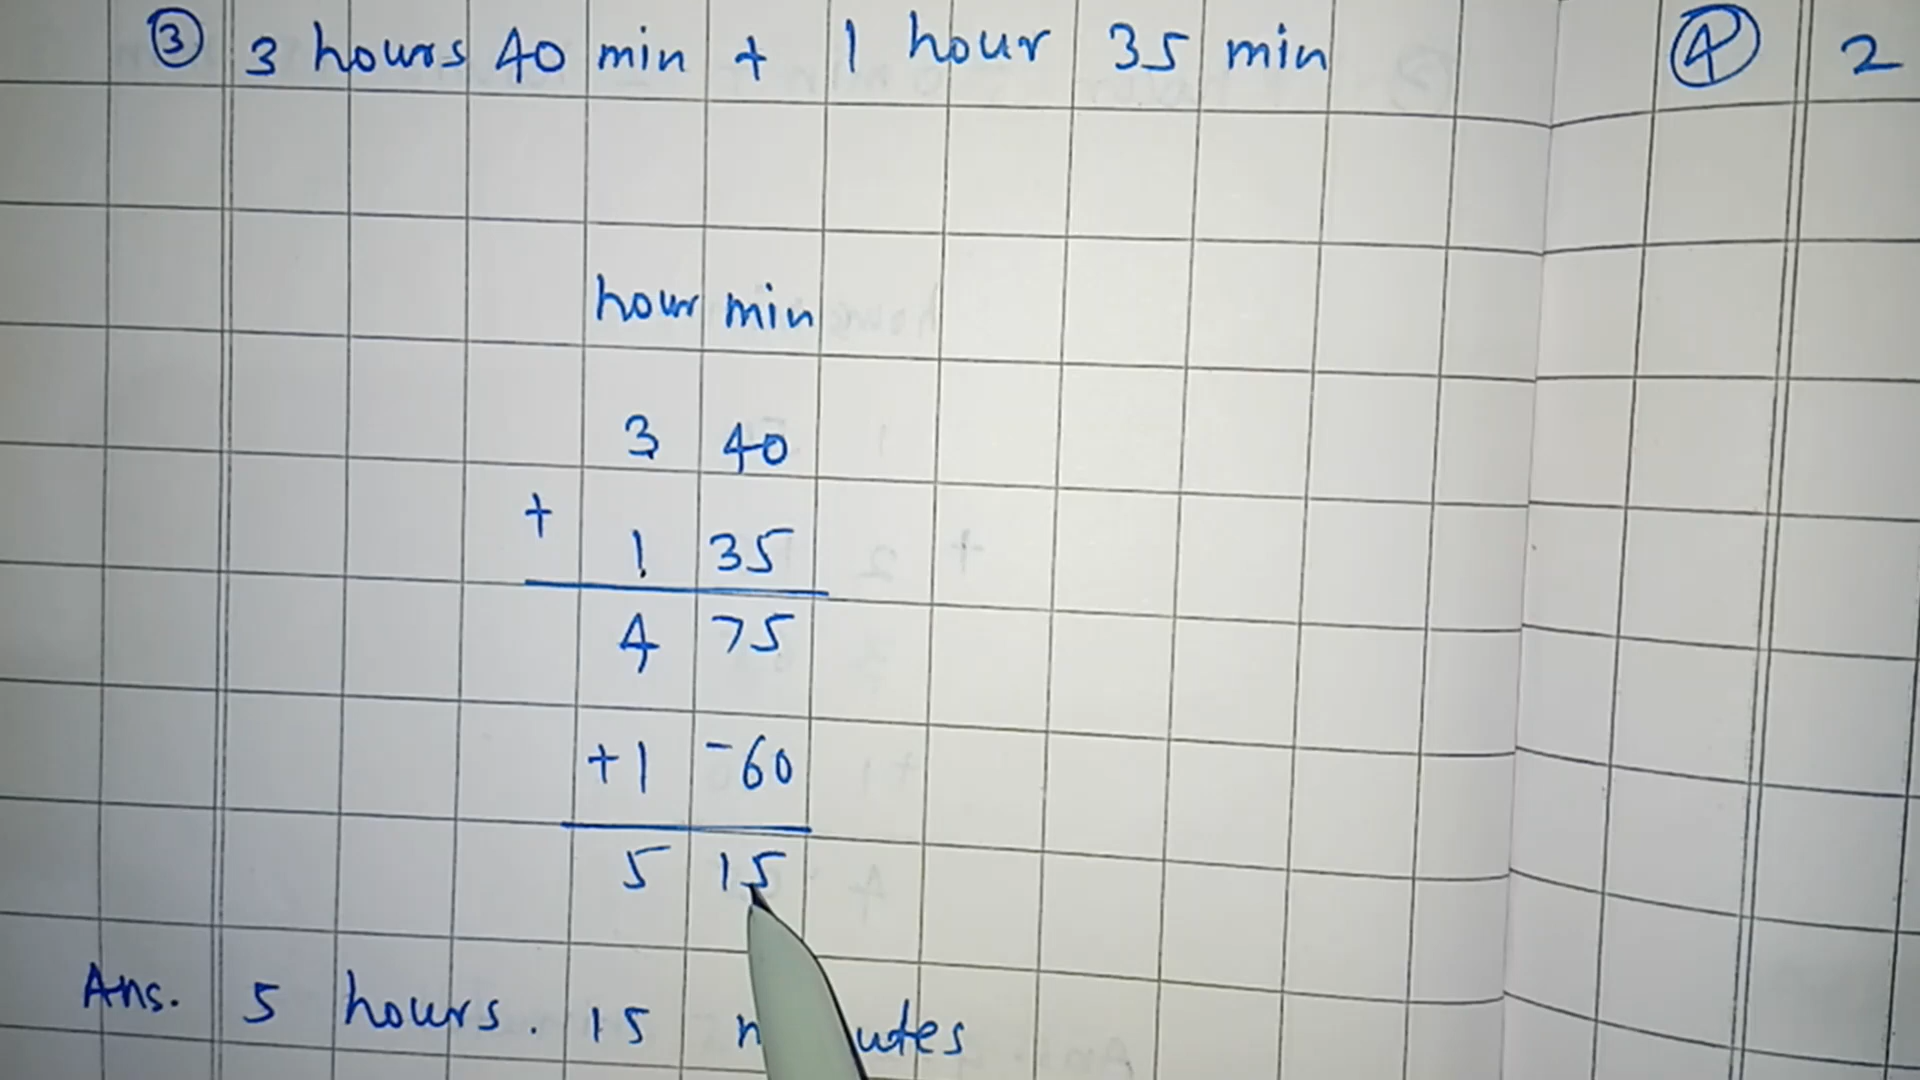 ③ 3 hours 40 min + 1 hour 35 min
④ 2
hour min
3 40
+ 1 35
4 75
+1 -60
5 15
Ans. 5 hours. 15